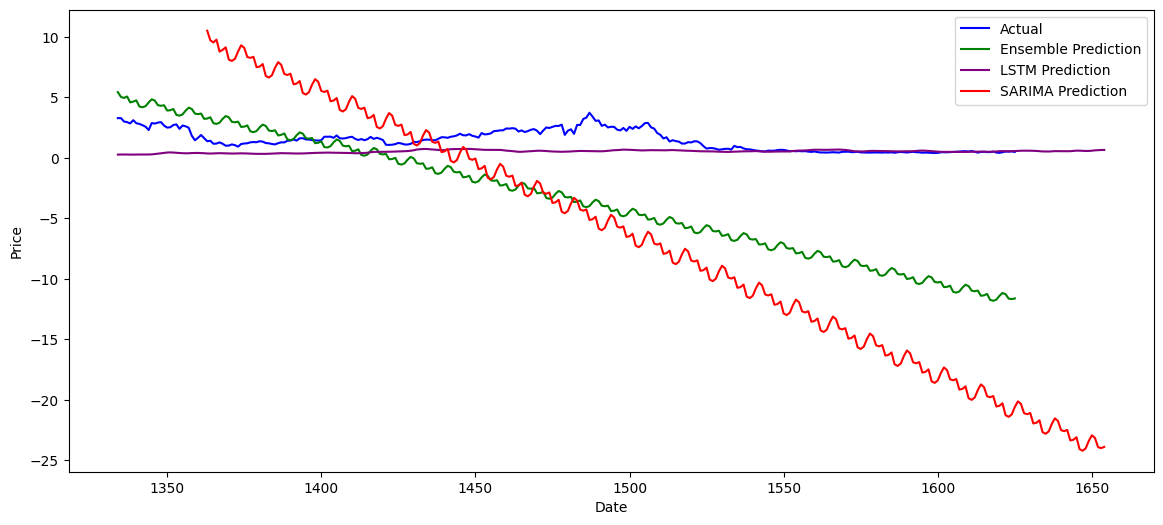 Actual
Ensemble Prediction
LSTM Prediction
SARIMA Prediction
Price
10
5
0
−5
−10
−15
−20
−25
1350
1400
1450
1500
1550
1600
1650
Date